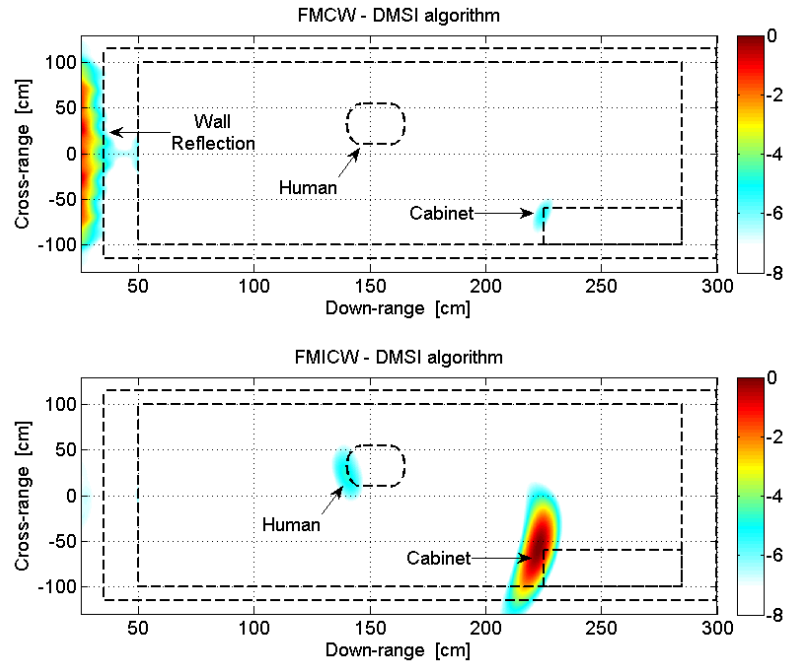 FMCW - DMSI algorithm
100
50
0
-50
-100
Cross-range [cm]
Wall
Reflection
Human
Cabinet
50
100
150
200
250
300
Down-range [cm]
0
-2
-4
-6
-8
FMICW - DMSI algorithm
100
50
0
-50
-100
Cross-range [cm]
Human
Cabinet
50
100
150
200
250
300
Down-range [cm]
0
-2
-4
-6
-8